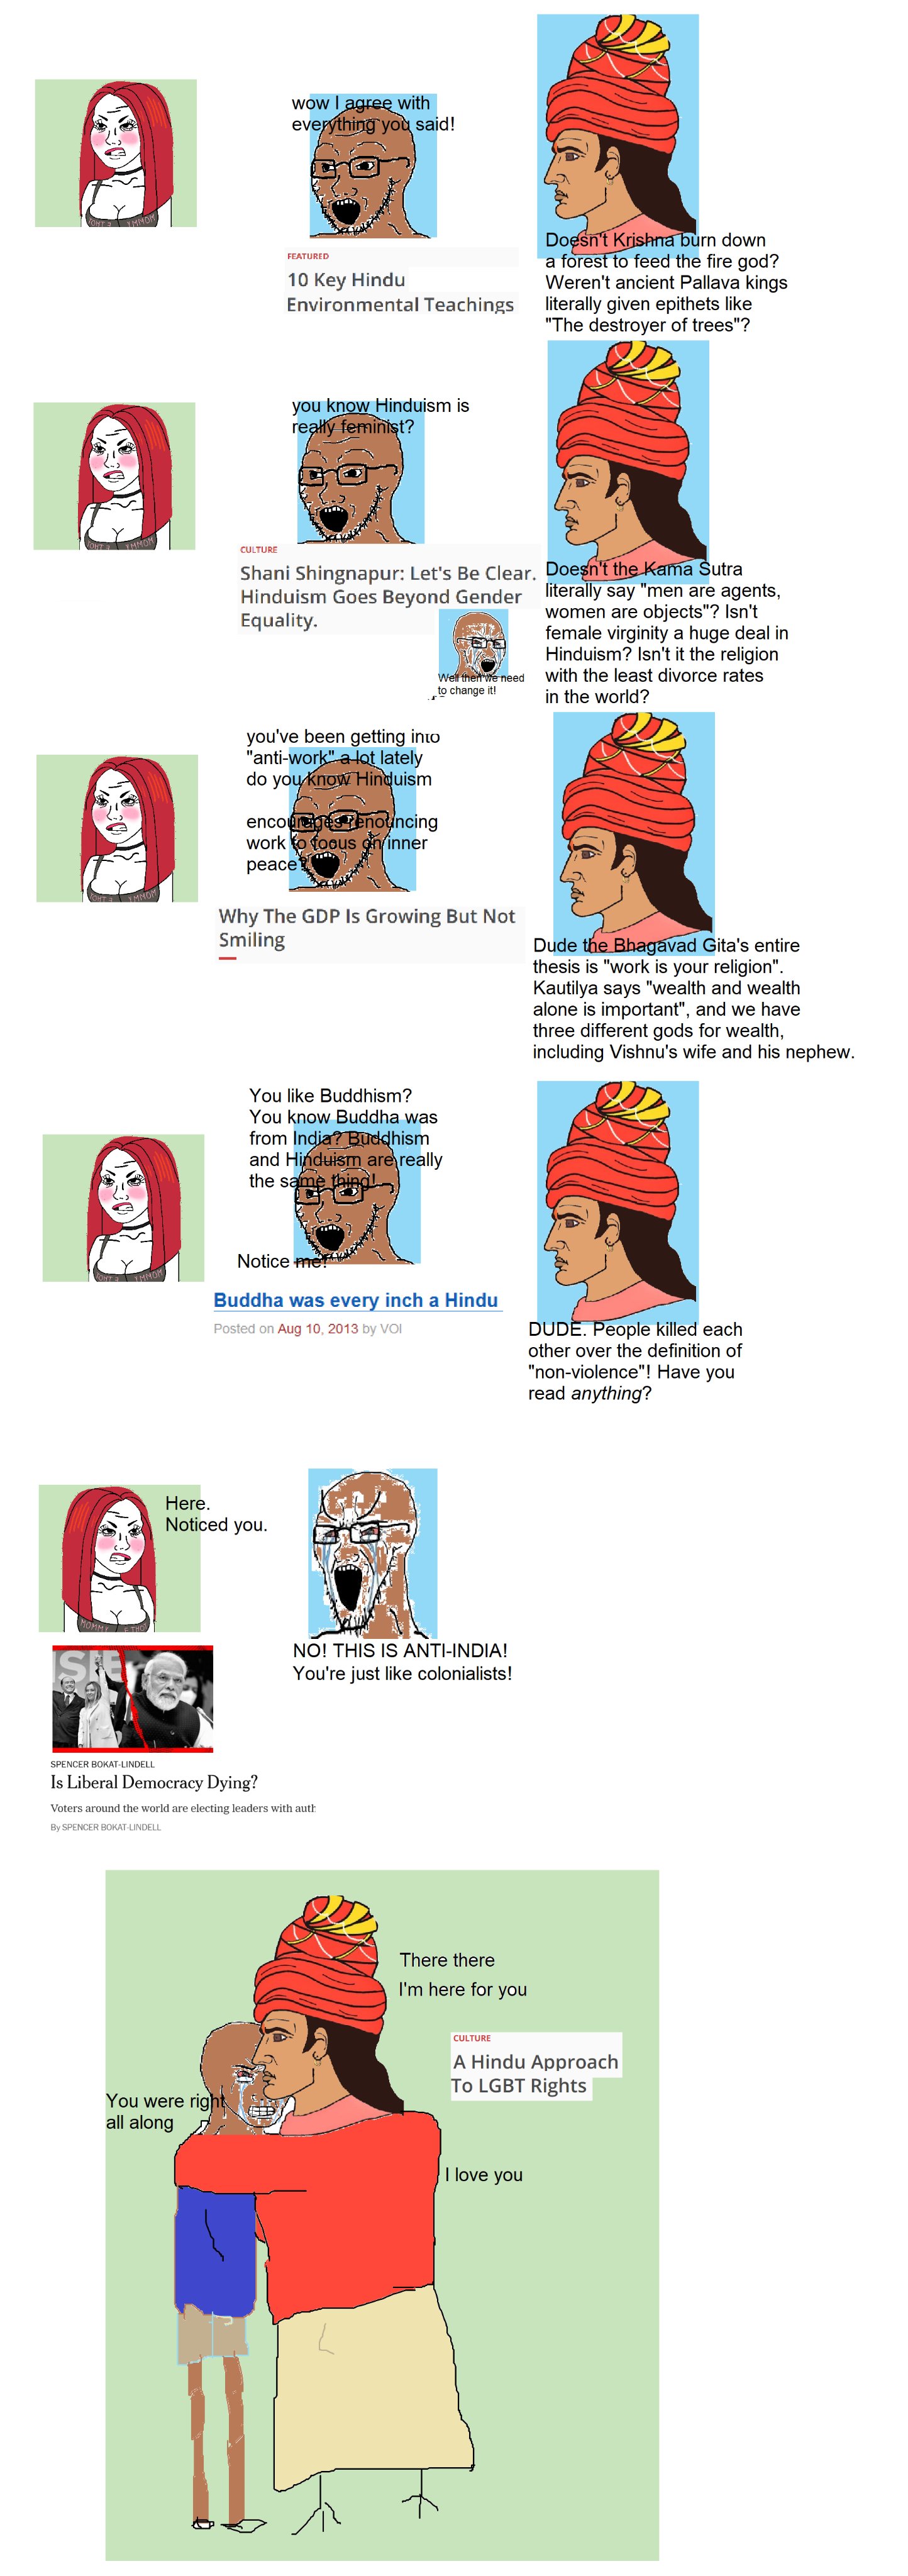 wow I agree with
everything you said!
FEATURED
10 Key Hindu
Environmental Teachings
Doesn't Krishna burn down
a forest to feed the fire god?
Weren't ancient Pallava kings
literally given epithets like
"The destroyer of trees"?
you know Hinduism is
really feminist?
CULTURE
Shani Shingnapur: Let's Be Clear.
Hinduism Goes Beyond Gender
Equality.
Well then we need
to change it!
Doesn't the Kama Sutra
literally say "men are agents,
women are objects"? Isn't
female virginity a huge deal in
Hinduism? Isn't it the religion
with the least divorce rates
in the world?
you've been getting into
"anti-work" a lot lately
do you know Hinduism
encourages renouncing
work to focus on inner
peace?
Why The GDP Is Growing But Not
Smiling
Dude the Bhagavad Gita's entire
thesis is "work is your religion".
Kautilya says "wealth and wealth
alone is important", and we have
three different gods for wealth,
including Vishnu's wife and his nephew.
You like Buddhism?
You know Buddha was
from India? Buddhism
and Hinduism are really
the same thing!
Notice me!
Buddha was every inch a Hindu
Posted on Aug 10, 2013 by VOI
DUDE. People killed each
other over the definition of
"non-violence"! Have you
read anything?
Here.
Noticed you.
NO! THIS IS ANTI-INDIA!
You're just like colonialists!
SPENCER BOKAT-LINDELL
Is Liberal Democracy Dying?
Voters around the world are electing leaders with auth
By SPENCER BOKAT-LINDELL
There there
I'm here for you
CULTURE
A Hindu Approach
To LGBT Rights
You were right
all along
I love you